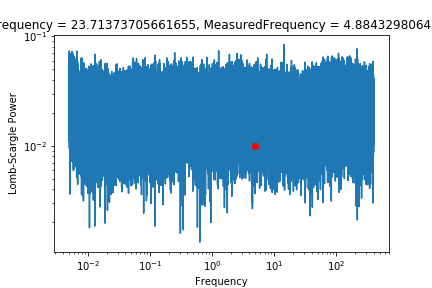 requency = 23.71373705661655, MeasuredFrequency = 4.8843298064
10⁻¹
10⁻²
Lomb-Scargle Power
10⁻² 10⁻¹ 10⁰ 10¹ 10²
Frequency